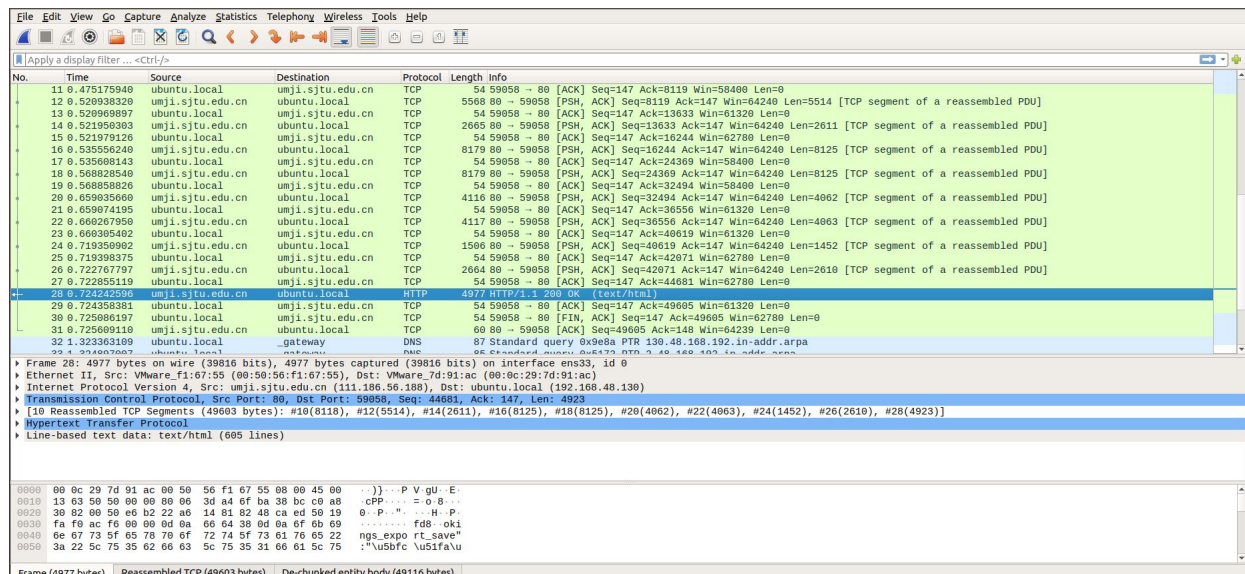 File Edit View Go Capture Analyze Statistics Telephony Wireless Tools Help
Apply a display filter ... <Ctrl-/>
No. Time Source Destination Protocol Length Info
11 0.475175940 ubuntu.local umji.sjtu.edu.cn TCP 54 59058 → 80 [ACK] Seq=147 Ack=8119 Win=58400 Len=0
12 0.520938320 umji.sjtu.edu.cn ubuntu.local TCP 5568 80 → 59058 [PSH, ACK] Seq=8119 Ack=147 Win=64240 Len=5514 [TCP segment of a reassembled PDU]
13 0.520969897 ubuntu.local umji.sjtu.edu.cn TCP 54 59058 → 80 [ACK] Seq=147 Ack=13633 Win=61320 Len=0
14 0.521950303 umji.sjtu.edu.cn ubuntu.local TCP 2665 80 → 59058 [PSH, ACK] Seq=13633 Ack=147 Win=64240 Len=2611 [TCP segment of a reassembled PDU]
15 0.521979126 ubuntu.local umji.sjtu.edu.cn TCP 54 59058 → 80 [ACK] Seq=147 Ack=16244 Win=62780 Len=0
16 0.535556240 umji.sjtu.edu.cn ubuntu.local TCP 8179 80 → 59058 [PSH, ACK] Seq=16244 Ack=147 Win=64240 Len=8125 [TCP segment of a reassembled PDU]
17 0.535608143 ubuntu.local umji.sjtu.edu.cn TCP 54 59058 → 80 [ACK] Seq=147 Ack=24369 Win=58400 Len=0
18 0.568828540 umji.sjtu.edu.cn ubuntu.local TCP 8179 80 → 59058 [PSH, ACK] Seq=24369 Ack=147 Win=64240 Len=8125 [TCP segment of a reassembled PDU]
19 0.568858826 ubuntu.local umji.sjtu.edu.cn TCP 54 59058 → 80 [ACK] Seq=147 Ack=32494 Win=58400 Len=0
20 0.659035660 umji.sjtu.edu.cn ubuntu.local TCP 4116 80 → 59058 [PSH, ACK] Seq=32494 Ack=147 Win=64240 Len=4062 [TCP segment of a reassembled PDU]
21 0.659074195 ubuntu.local umji.sjtu.edu.cn TCP 54 59058 → 80 [ACK] Seq=147 Ack=36556 Win=61320 Len=0
22 0.660267950 umji.sjtu.edu.cn ubuntu.local TCP 4117 80 → 59058 [PSH, ACK] Seq=36556 Ack=147 Win=64240 Len=4063 [TCP segment of a reassembled PDU]
23 0.660305402 ubuntu.local umji.sjtu.edu.cn TCP 54 59058 → 80 [ACK] Seq=147 Ack=40619 Win=61320 Len=0
24 0.719350902 umji.sjtu.edu.cn ubuntu.local TCP 1506 80 → 59058 [PSH, ACK] Seq=40619 Ack=147 Win=64240 Len=1452 [TCP segment of a reassembled PDU]
25 0.719398375 ubuntu.local umji.sjtu.edu.cn TCP 54 59058 → 80 [ACK] Seq=147 Ack=42071 Win=62780 Len=0
26 0.722767797 umji.sjtu.edu.cn ubuntu.local TCP 2664 80 → 59058 [PSH, ACK] Seq=42071 Ack=147 Win=64240 Len=2610 [TCP segment of a reassembled PDU]
27 0.722855119 ubuntu.local umji.sjtu.edu.cn TCP 54 59058 → 80 [ACK] Seq=147 Ack=44681 Win=62780 Len=0
28 0.724242596 umji.sjtu.edu.cn ubuntu.local HTTP 4977 HTTP/1.1 200 OK (text/html)
29 0.724358381 ubuntu.local umji.sjtu.edu.cn TCP 54 59058 → 80 [ACK] Seq=147 Ack=49605 Win=61320 Len=0
30 0.725086197 ubuntu.local umji.sjtu.edu.cn TCP 54 59058 → 80 [FIN, ACK] Seq=147 Ack=49605 Win=62780 Len=0
31 0.725609110 umji.sjtu.edu.cn ubuntu.local TCP 60 80 → 59058 [ACK] Seq=49605 Ack=148 Win=64239 Len=0
32 1.323363109 ubuntu.local _gateway DNS 87 Standard query 0x9e8a PTR 130.48.168.192.in-addr.arpa
33 1.324897097 ubuntu.local _gateway DNS 85 Standard query 0x5172 PTR 2.48.168.192.in-addr.arpa
Frame 28: 4977 bytes on wire (39816 bits), 4977 bytes captured (39816 bits) on interface ens33, id 0
Ethernet II, Src: VMware_f1:67:55 (00:50:56:f1:67:55), Dst: VMware_7d:91:ac (00:0c:29:7d:91:ac)
Internet Protocol Version 4, Src: umji.sjtu.edu.cn (111.186.56.188), Dst: ubuntu.local (192.168.48.130)
Transmission Control Protocol, Src Port: 80, Dst Port: 59058, Seq: 44681, Ack: 147, Len: 4923
[10 Reassembled TCP Segments (49603 bytes): #10(8118), #12(5514), #14(2611), #16(8125), #18(8125), #20(4062), #22(4063), #24(1452), #26(2610), #28(4923)]
Hypertext Transfer Protocol
Line-based text data: text/html (605 lines)
0000 00 0c 29 7d 91 ac 00 50 56 f1 67 55 08 00 45 00 ··)}···P V·gU··E·
0010 13 63 50 50 00 00 80 06 3d a4 6f ba 38 bc c0 a8 ·cPP···· =·o·8···
0020 30 82 00 50 e6 b2 22 a6 14 81 82 48 ca ed 50 19 0··P··"· ···H··P·
0030 fa f0 ac f6 00 00 0d 0a 66 64 38 0d 0a 6f 6b 69 ········ fd8··oki
0040 6e 67 73 5f 65 78 70 6f 72 74 5f 73 61 76 65 22 ngs_expo rt_save"
0050 3a 22 5c 75 35 62 66 63 5c 75 35 31 66 61 5c 75 :"\u5bfc \u51fa\u
Frame (4977 bytes) Reassembled TCP (49603 bytes) De-chunked entity body (49116 bytes)